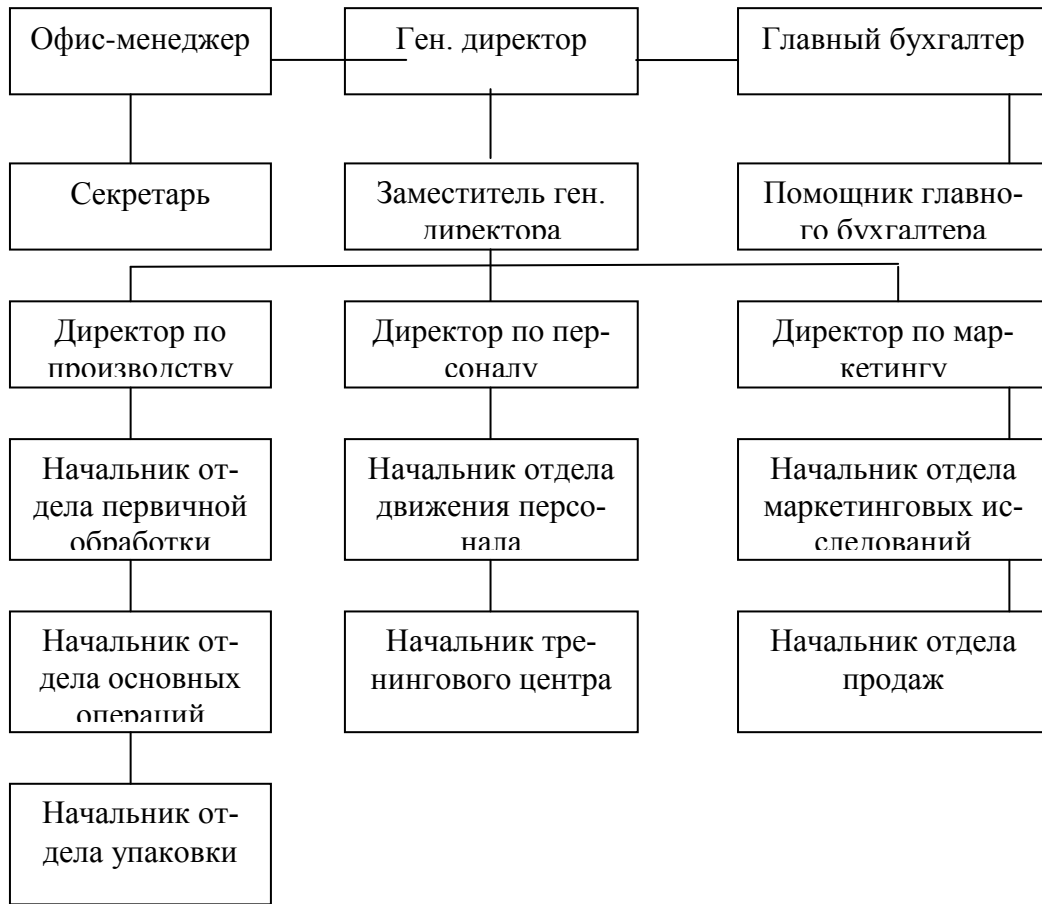 Офис-менеджер
Ген. директор
Главный бухгалтер
Секретарь
Заместитель ген.
директора
Помощник главно-
го бухгалтера
Директор по
производству
Директор по пер-
соналу
Директор по мар-
кетингу
Начальник от-
дела первичной
обработки
Начальник отдела
движения персо-
нала
Начальник отдела
маркетинговых ис-
следований
Начальник от-
дела основных
операций
Начальник тре-
нингового центра
Начальник отдела
продаж
Начальник от-
дела упаковки